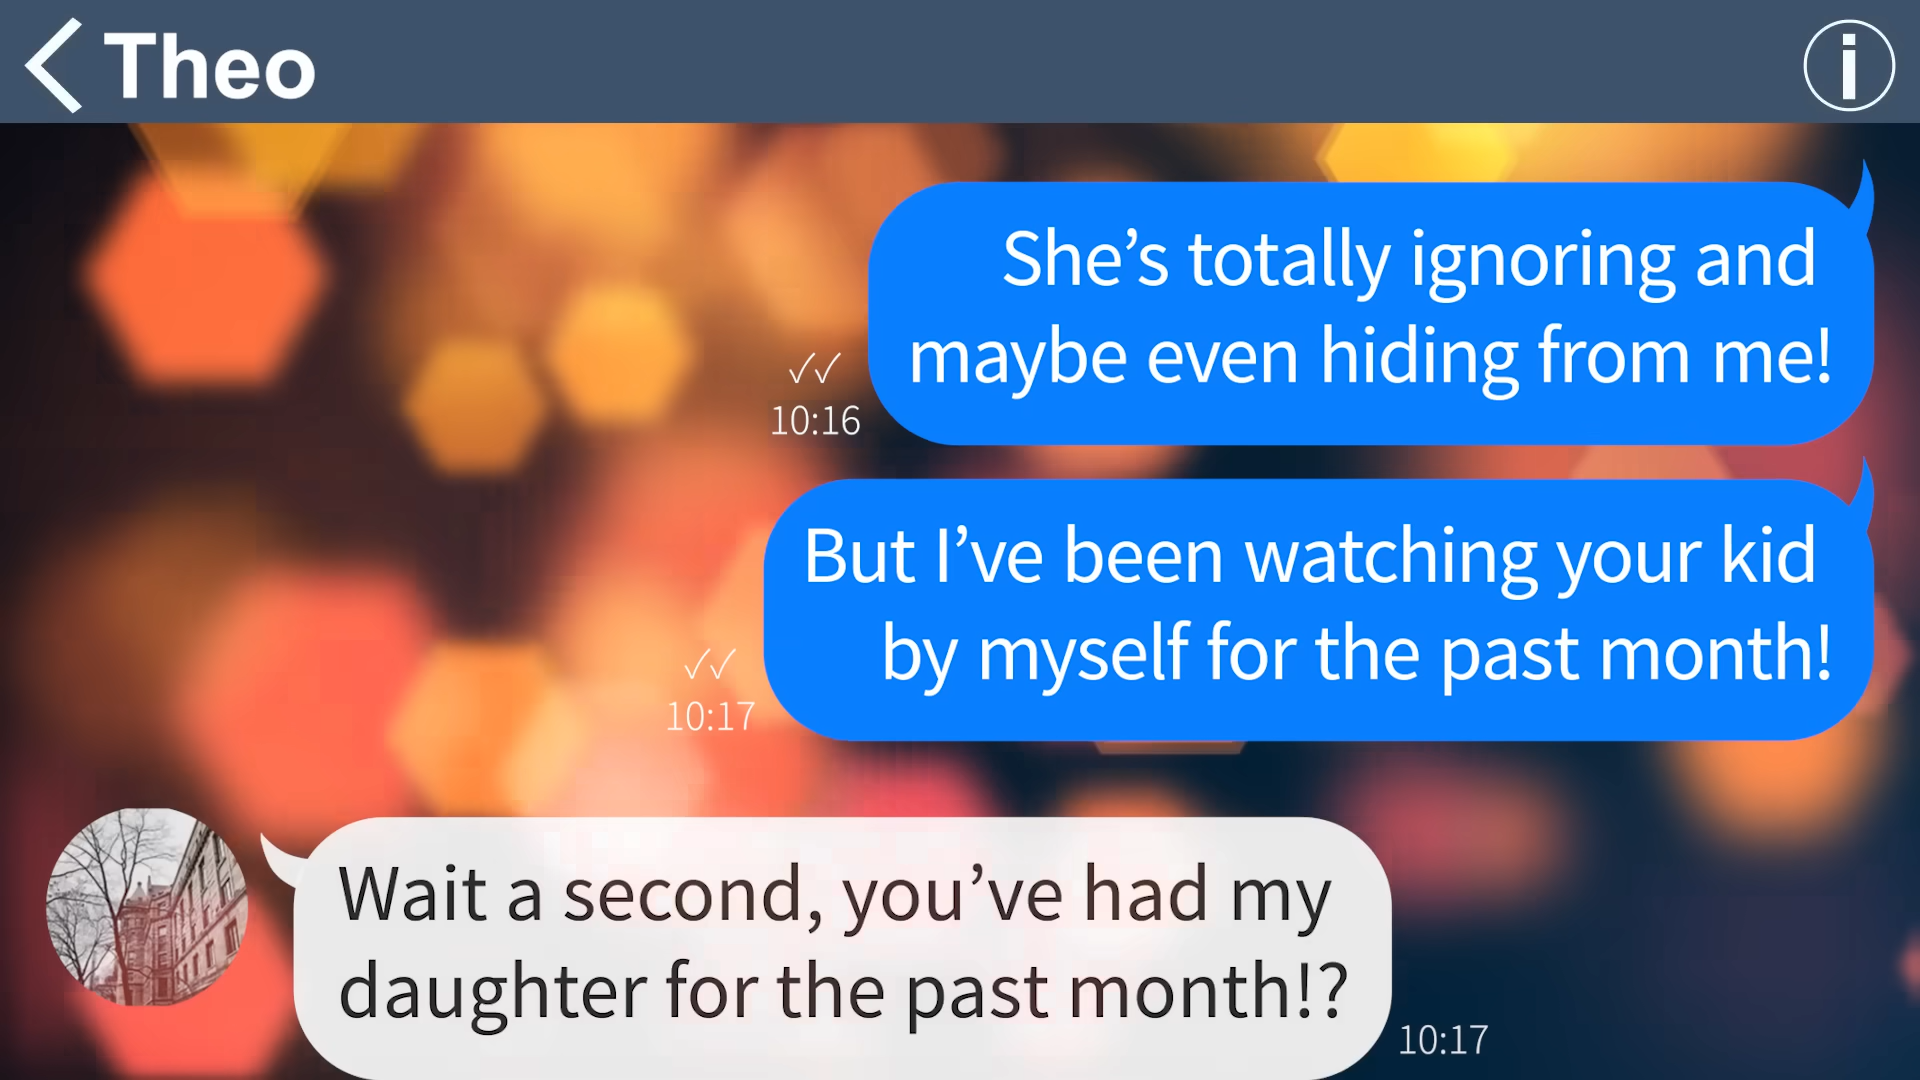 Theo
She’s totally ignoring and
maybe even hiding from me!
10:16
But I’ve been watching your kid
by myself for the past month!
10:17
Wait a second, you’ve had my
daughter for the past month!?
10:17